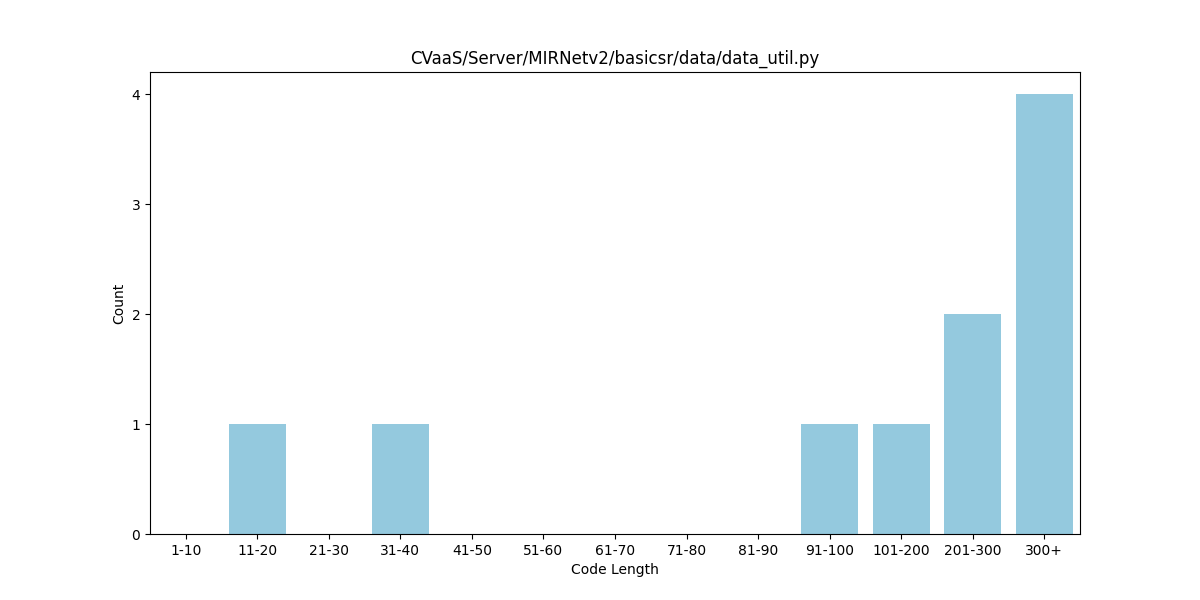 CVaaS/Server/MIRNetv2/basicsr/data/data_util.py
4
3
2
1
0
Count
1-10 11-20 21-30 31-40 41-50 51-60 61-70 71-80 81-90 91-100 101-200 201-300 300+
Code Length